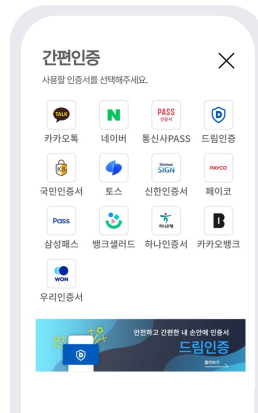 간편인증
사용할 인증서를 선택해주세요.
TALK
N
PASS
인증서
카카오톡
네이버
통신사PASS
드림인증
KB
Shinhan
SIGN
PAYCO
국민인증서
토스
신한인증서
페이코
Pass
하나은행
B
삼성패스
뱅크샐러드
하나인증서
카카오뱅크
WON
우리인증서
안전하고 간편한 내 손안에 인증서
드림인증